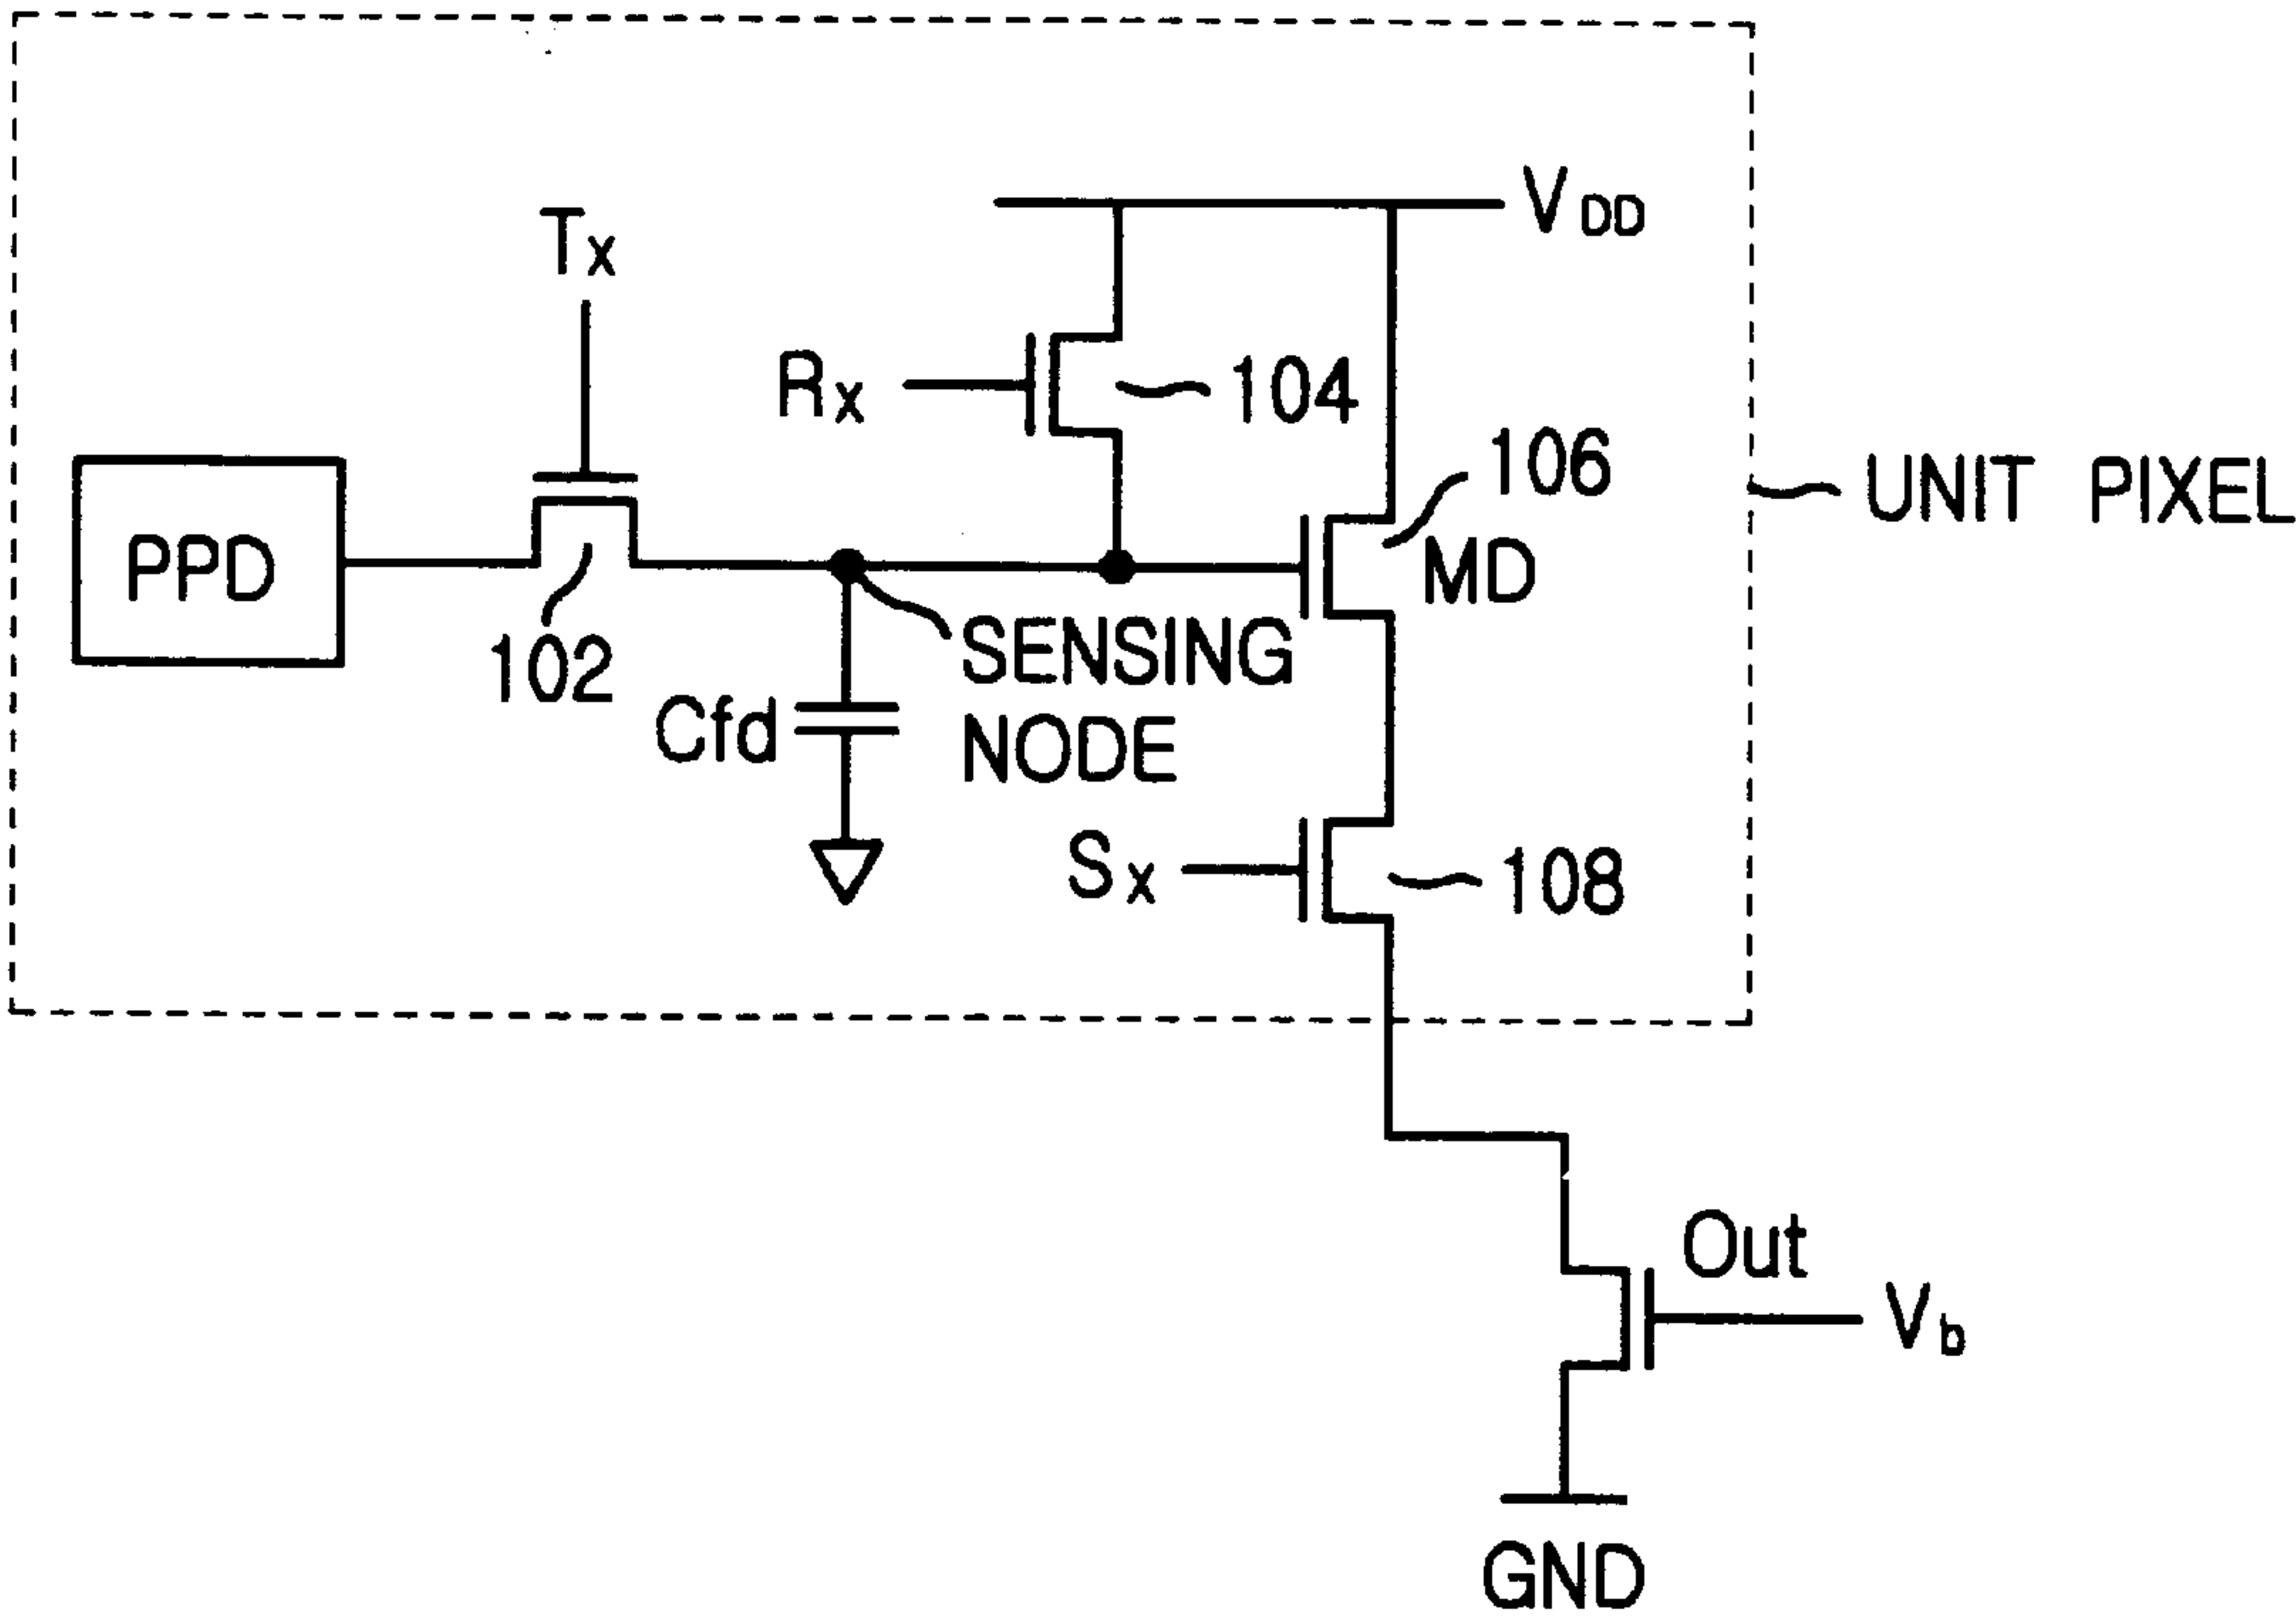 VDD
Tx
Rx
104
106
UNIT PIXEL
PPD
MD
102
SENSING
NODE
Cfd
Sx
108
Out
Vb
GND